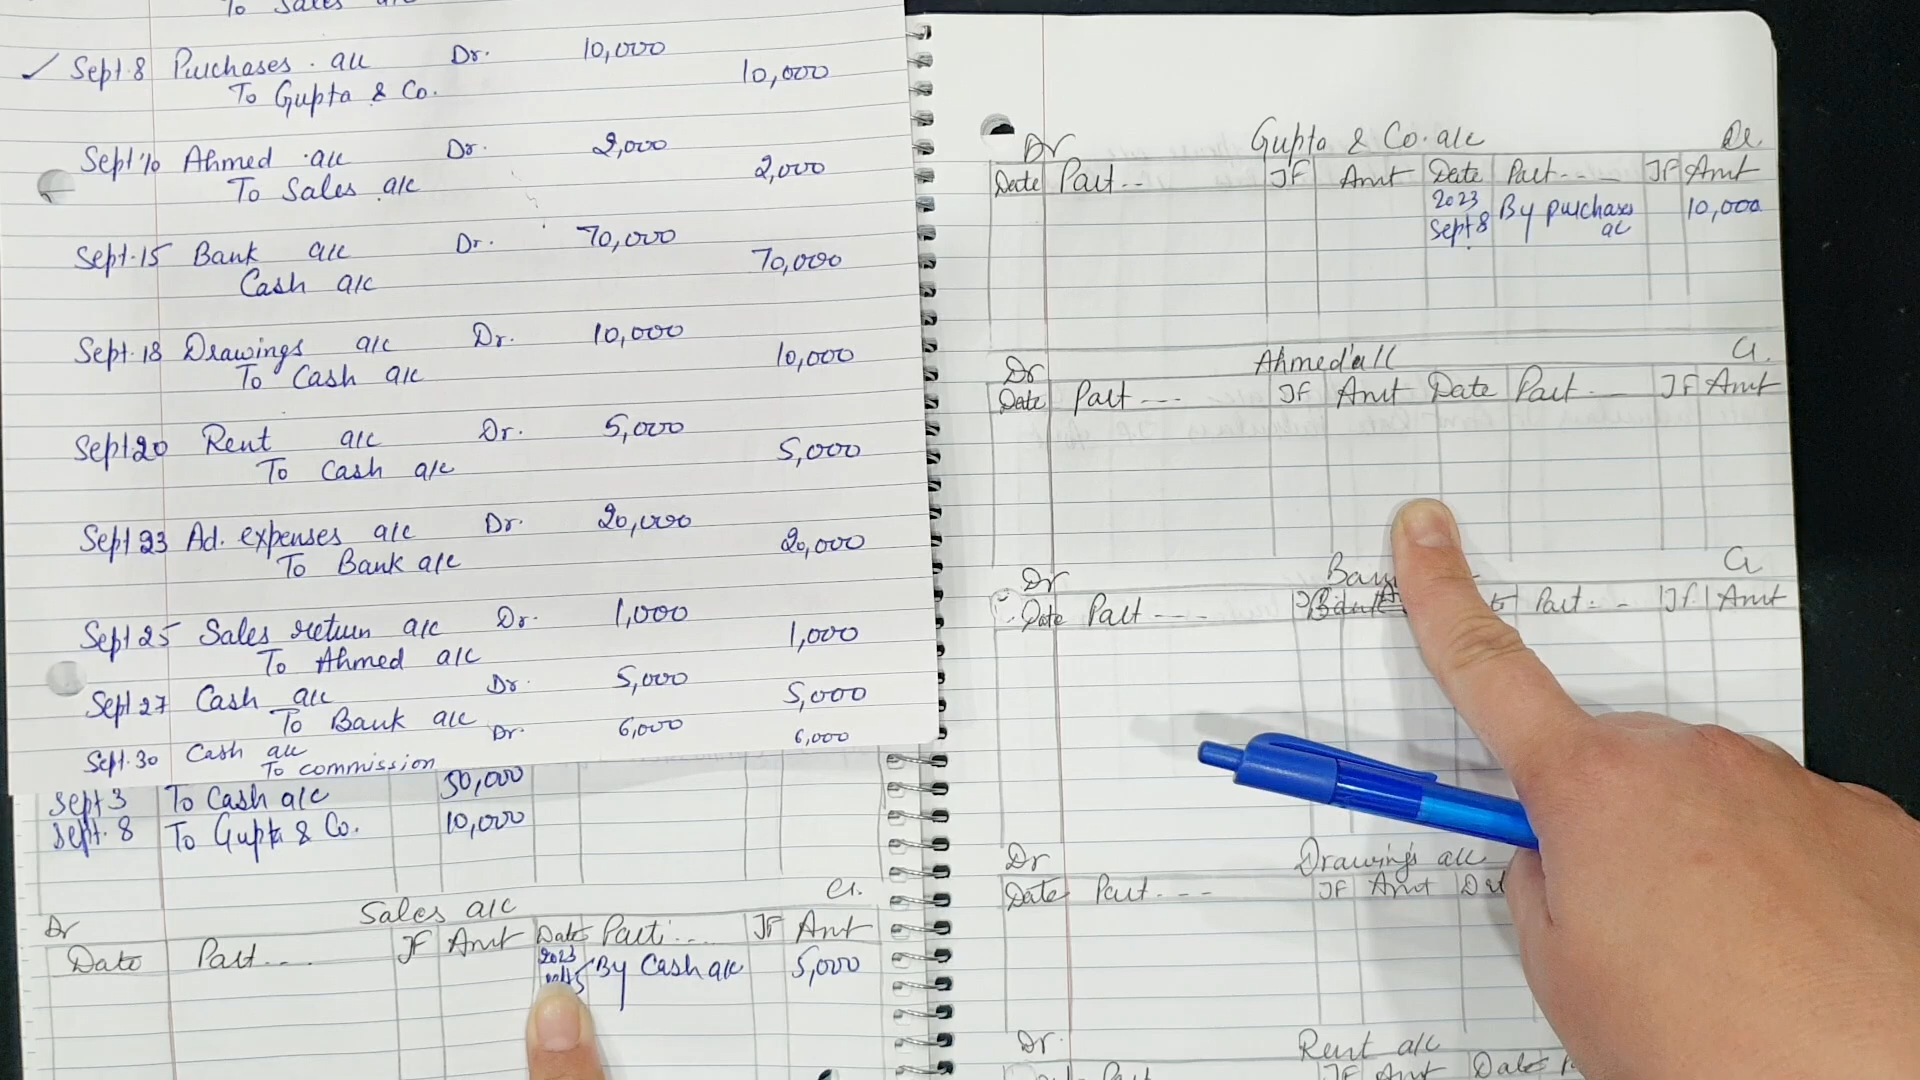 To Sales a/c
✓ Sept.8 Purchases . a/c Dr. 10,000
10,000
To Gupta & Co.
Sept 10 Ahmed . a/c Dr. 2,000
2,000
To Sales a/c
Sept.15 Bank a/c Dr. 70,000
70,000
Cash a/c
Sept.18 Drawings a/c Dr. 10,000
10,000
To Cash a/c
Sept 20 Rent a/c Dr. 5,000
5,000
To Cash a/c
Sept 23 Ad. expenses a/c Dr. 20,000
20,000
To Bank a/c
Sept 25 Sales return a/c Dr. 1,000
1,000
To Ahmed a/c
Sept 27 Cash a/c Dr. 5,000
5,000
To Bank a/c
Sept.30 Cash a/c Dr. 6,000
6,000
To commission
Sept 3 To Cash a/c 50,000
Sept. 8 To Gupta & Co. 10,000
Dr Sales a/c Cr.
Date Part.... JF Amt Date Parti.... JF Amt
2023
By Cash a/c 5,000
Dr Gupta & Co. a/c Cr.
Date Part.. JF Amt Date Part... JF Amt
2023
Sept 8 By purchases a/c 10,000
Dr Ahmed a/c Cr.
Date Part... JF Amt Date Part.... JF Amt
Dr Cr
Date Part.... Part.. JF Amt
Dr Drawings a/c
Date Part.... JF Amt
Dr. Rent a/c
Part JF Amt Date